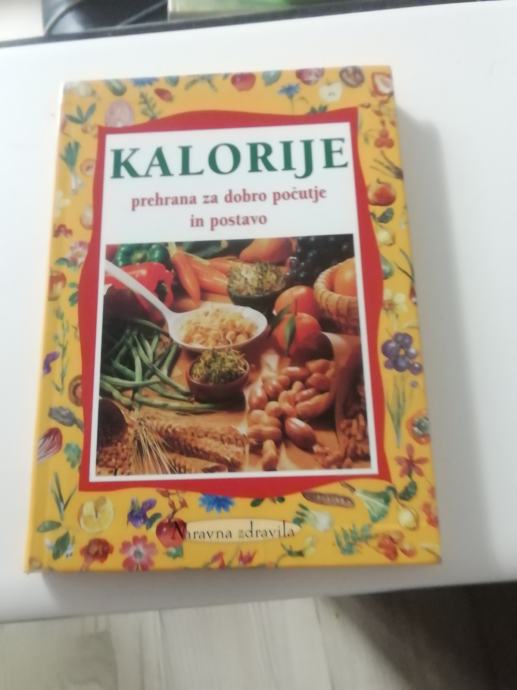 KALORIJE
prehrana za dobro počutje
in postavo
Naravna zdravila